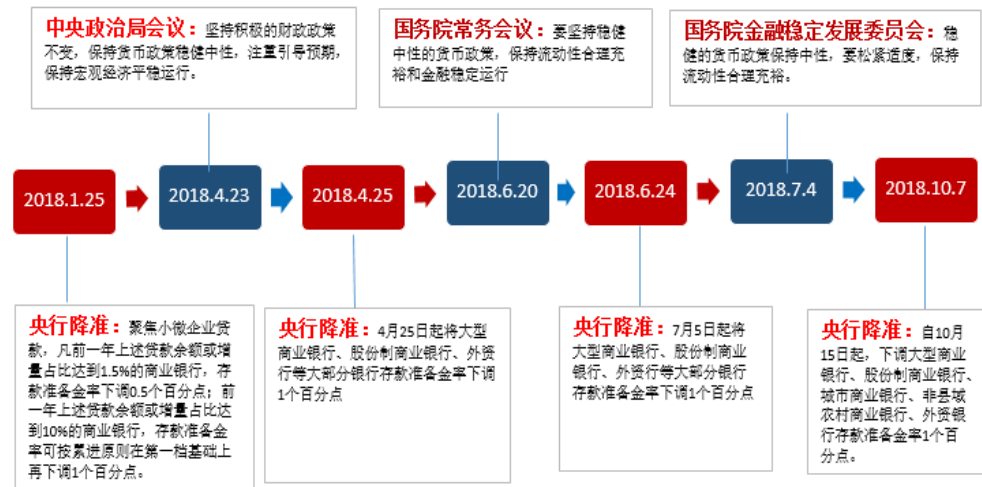 中央政治局会议：坚持积极的财政政策
不变，保持货币政策稳健中性，注重引导预期，
保持宏观经济平稳运行。
国务院常务会议：要坚持稳健
中性的货币政策，保持流动性合理充
裕和金融稳定运行
国务院金融稳定发展委员会：稳
健的货币政策保持中性，要松紧适度，保持
流动性合理充裕。
2018.1.25
2018.4.23
2018.4.25
2018.6.20
2018.6.24
2018.7.4
2018.10.7
央行降准：聚焦小微企业贷
款，凡前一年上述贷款余额或增
量占比达到1.5%的商业银行，存
款准备金率下调0.5个百分点；前
一年上述贷款余额或增量占比达
到10%的商业银行，存款准备金
率可按累进原则在第一档基础上
再下调1个百分点。
央行降准：4月25日起将大型
商业银行、股份制商业银行、外资
行等大部分银行存款准备金率下调
1个百分点
央行降准：7月5日起将
大型商业银行、股份制商业
银行、外资行等大部分银行
存款准备金率下调1个百分点
央行降准：自10月
15日起，下调大型商业
银行、股份制商业银行、
城市商业银行、非县域
农村商业银行、外资银
行存款准备金率1个百
分点。